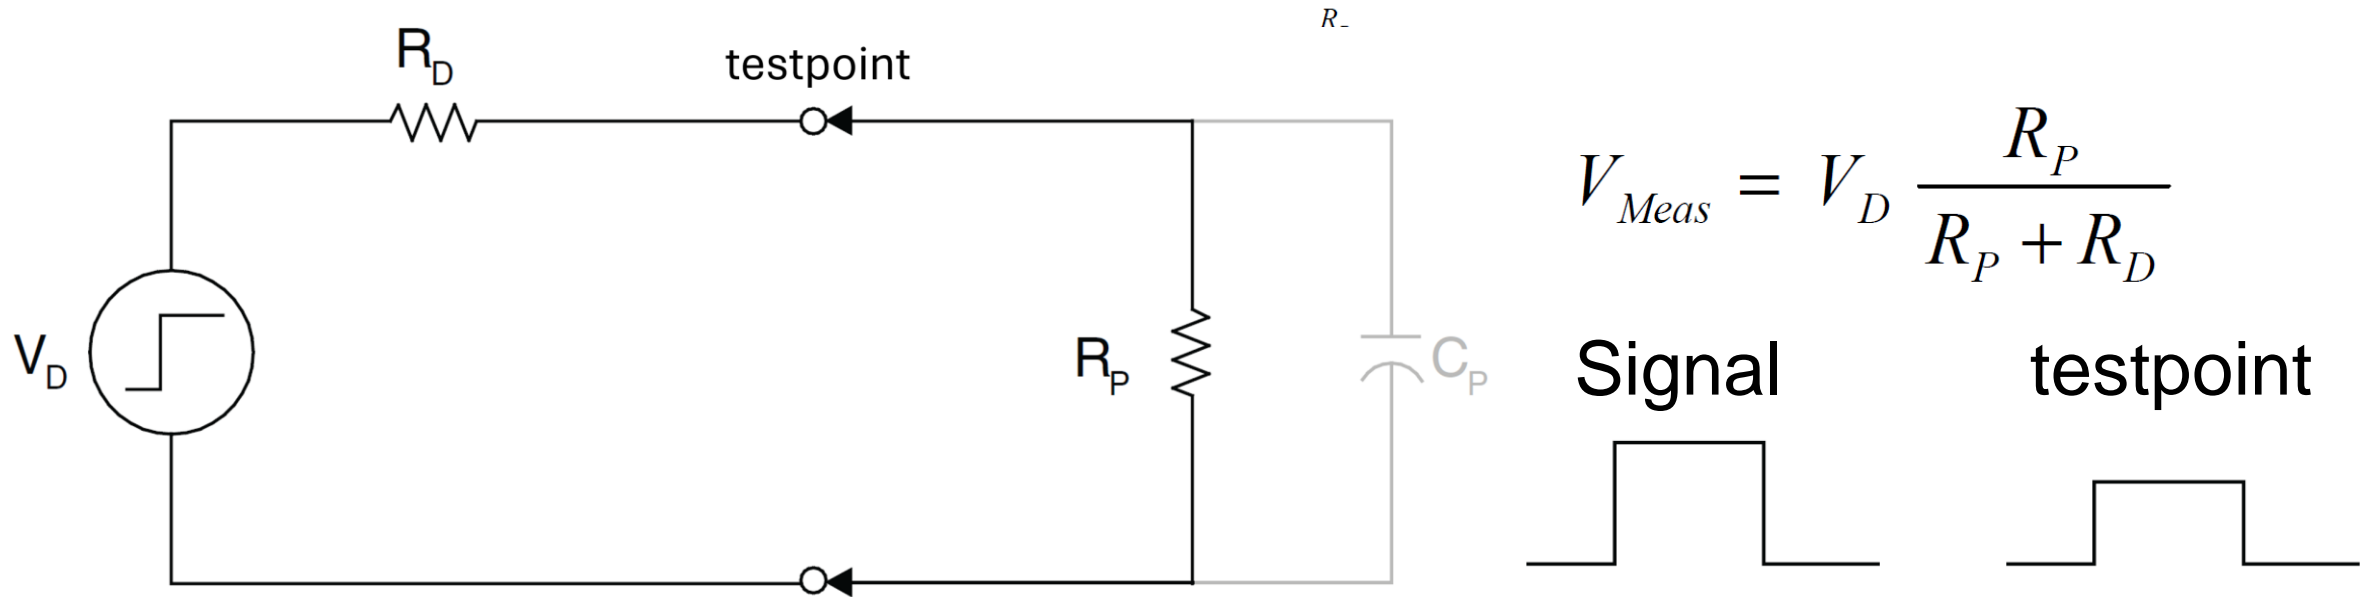 R_D
testpoint
R_
V_D
R_P
C_P
V_Meas = V_D R_P / (R_P + R_D)
Signal
testpoint